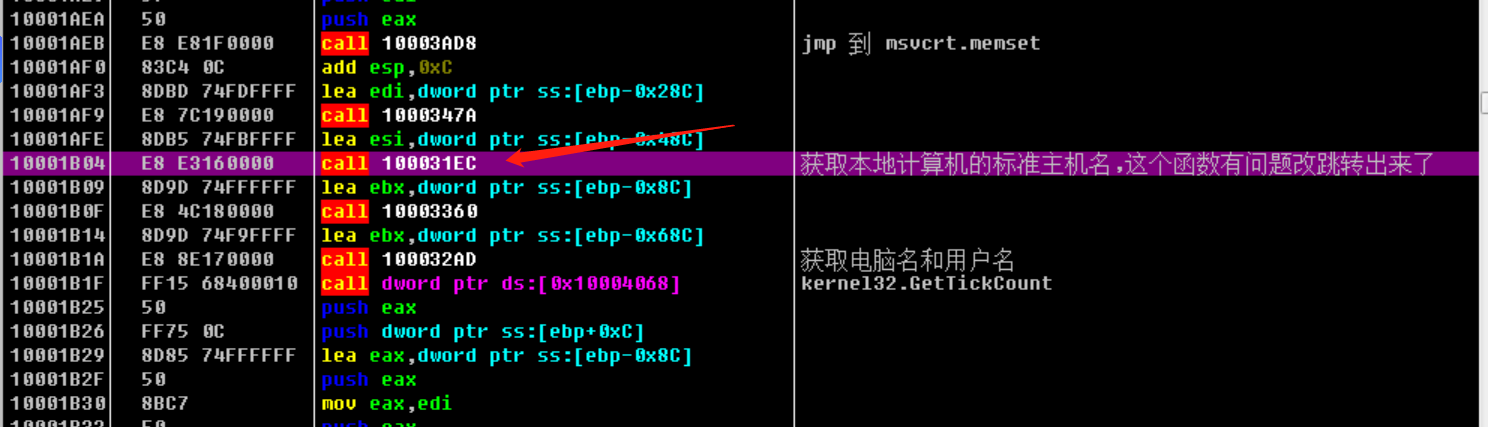 10001AEA 50 push eax
10001AEB E8 E81F0000 call 10003AD8 jmp 到 msvcrt.memset
10001AF0 83C4 0C add esp,0xC
10001AF3 8DBD 74FDFFFF lea edi,dword ptr ss:[ebp-0x28C]
10001AF9 E8 7C190000 call 1000347A
10001AFE 8DB5 74FBFFFF lea esi,dword ptr ss:[ebp-0x48C]
10001B04 E8 E3160000 call 100031EC 获取本地计算机的标准主机名,这个函数有问题改跳转出来了
10001B09 8D9D 74FFFFFF lea ebx,dword ptr ss:[ebp-0x8C]
10001B0F E8 4C180000 call 10003360
10001B14 8D9D 74F9FFFF lea ebx,dword ptr ss:[ebp-0x68C]
10001B1A E8 8E170000 call 100032AD 获取电脑名和用户名
10001B1F FF15 68400010 call dword ptr ds:[0x10004068] kernel32.GetTickCount
10001B25 50 push eax
10001B26 FF75 0C push dword ptr ss:[ebp+0xC]
10001B29 8D85 74FFFFFF lea eax,dword ptr ss:[ebp-0x8C]
10001B2F 50 push eax
10001B30 8BC7 mov eax,edi